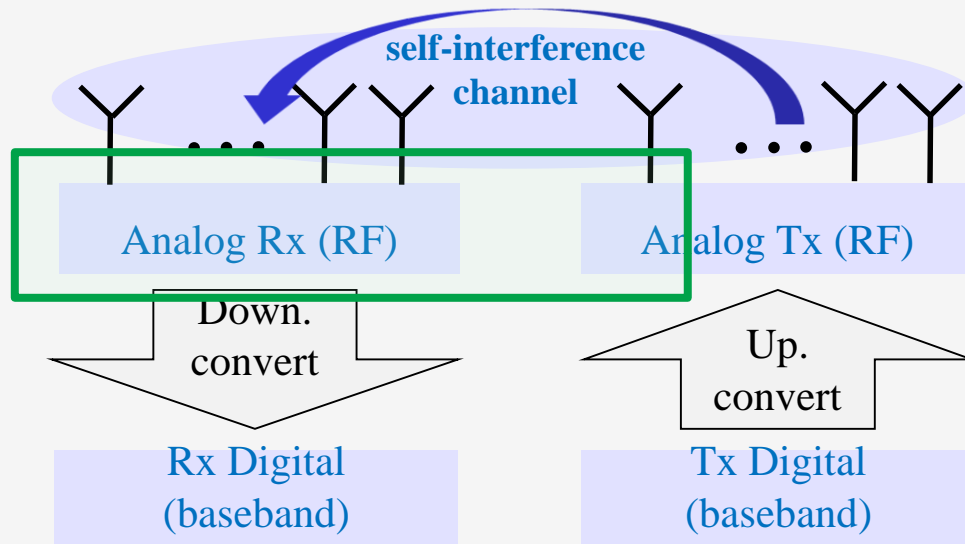 self-interference
channel
Analog Rx (RF)
Analog Tx (RF)
Down.
convert
Up.
convert
Rx Digital
(baseband)
Tx Digital
(baseband)